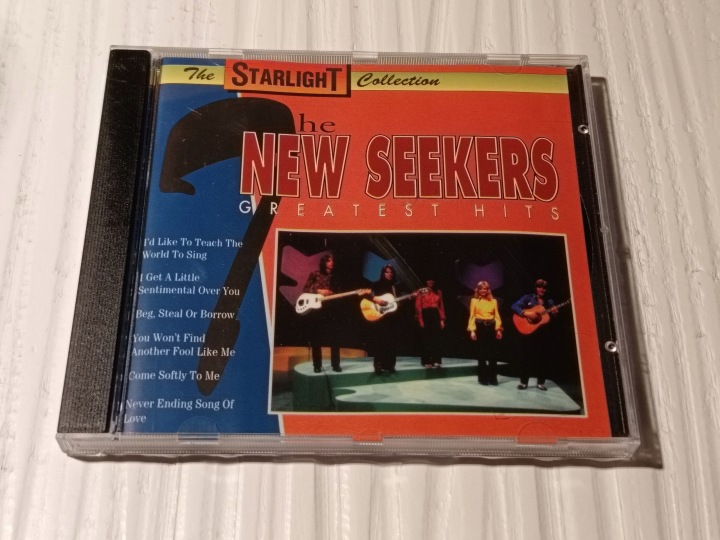 The STARLIGHT Collection
The
NEW SEEKERS
GREATEST HITS
I'd Like To Teach The
World To Sing
I Get A Little
Sentimental Over You
Beg, Steal Or Borrow
You Won't Find
Another Fool Like Me
Come Softly To Me
Never Ending Song Of
Love